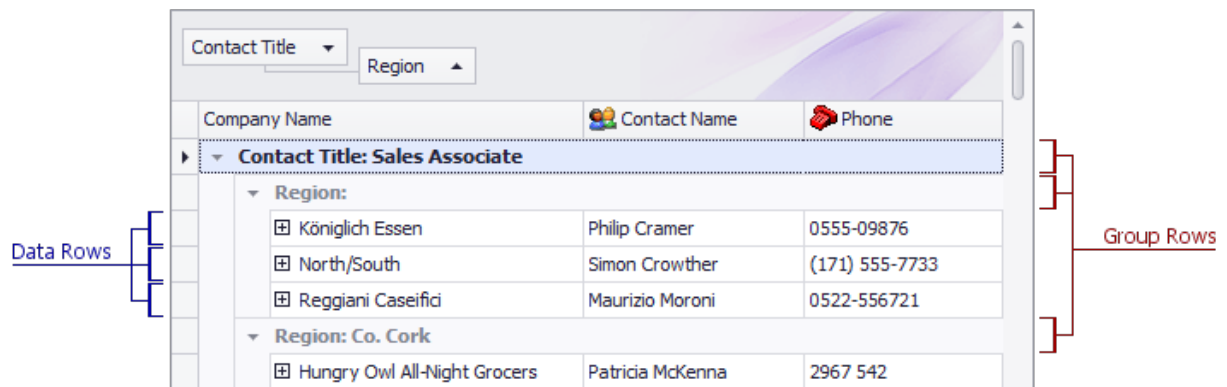 Contact Title
Region
Company Name Contact Name Phone
Contact Title: Sales Associate
Region:
Königlich Essen Philip Cramer 0555-09876
Data Rows
Group Rows
North/South Simon Crowther (171) 555-7733
Reggiani Caseifici Maurizio Moroni 0522-556721
Region: Co. Cork
Hungry Owl All-Night Grocers Patricia McKenna 2967 542